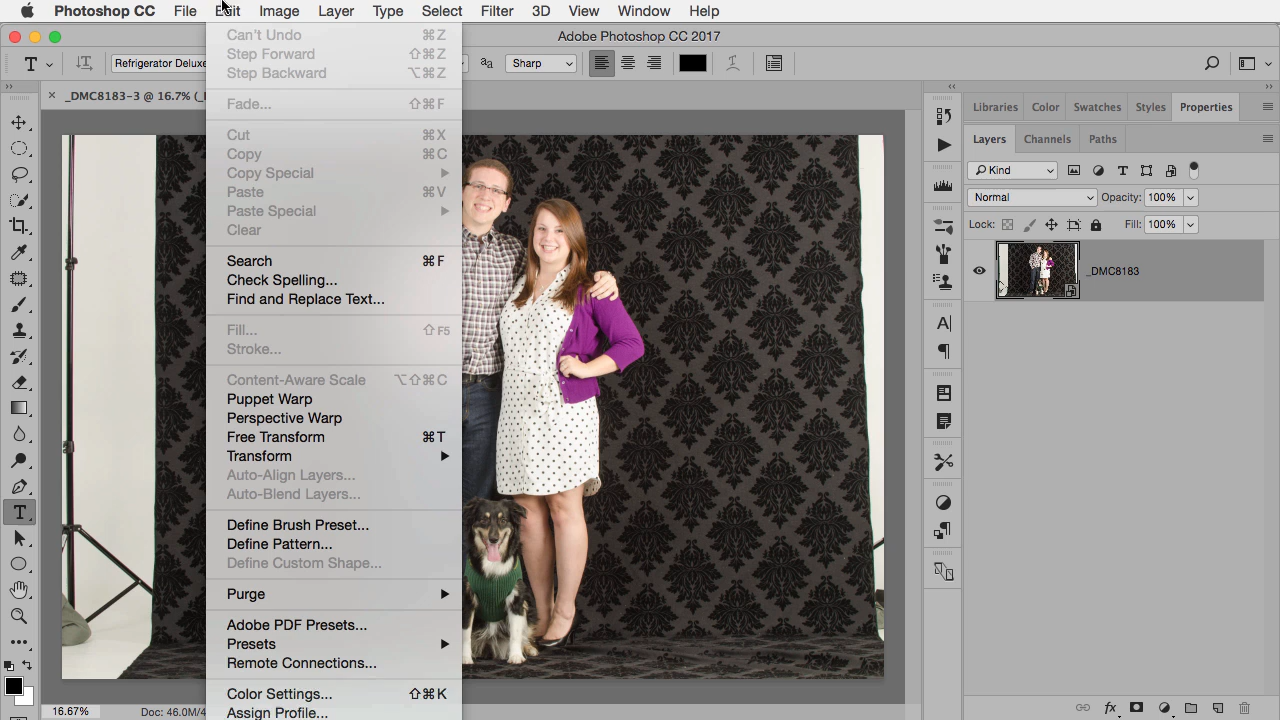 Photoshop CC File Edit Image Layer Type Select Filter 3D View Window Help
Adobe Photoshop CC 2017
Refrigerator Deluxe Sharp
_DMC8183-3 @ 16.7%
Can't Undo ⌘Z
Step Forward ⇧⌘Z
Step Backward ⌥⌘Z
Fade... ⇧⌘F
Cut ⌘X
Copy ⌘C
Copy Special
Paste ⌘V
Paste Special
Clear
Search ⌘F
Check Spelling...
Find and Replace Text...
Fill... ⇧F5
Stroke...
Content-Aware Scale ⌥⇧⌘C
Puppet Warp
Perspective Warp
Free Transform ⌘T
Transform
Auto-Align Layers...
Auto-Blend Layers...
Define Brush Preset...
Define Pattern...
Define Custom Shape...
Purge
Adobe PDF Presets...
Presets
Remote Connections...
Color Settings... ⇧⌘K
Assign Profile...
Libraries Color Swatches Styles Properties
Layers Channels Paths
Kind
Normal Opacity: 100%
Lock: Fill: 100%
_DMC8183
16.67% Doc: 46.0M/4